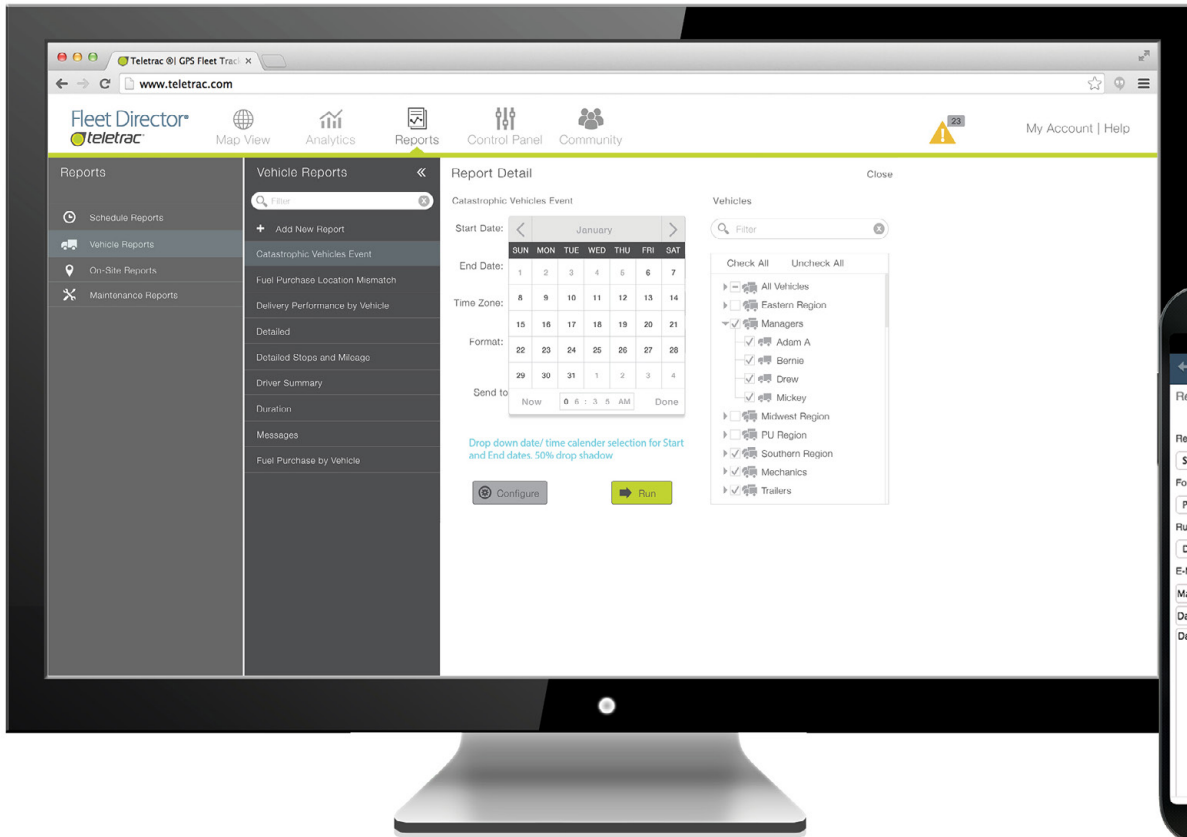 Teletrac ®| GPS Fleet Trac
www.teletrac.com
Fleet Director®
teletrac
Map View
Analytics
Reports
Control Panel
Community
23
My Account | Help
Reports
Schedule Reports
Vehicle Reports
On-Site Reports
Maintenance Reports
Vehicle Reports
Filter
Add New Report
Catastrophic Vehicles Event
Fuel Purchase Location Mismatch
Delivery Performance by Vehicle
Detailed
Detailed Stops and Mileage
Driver Summary
Duration
Messages
Fuel Purchase by Vehicle
Report Detail
Close
Catastrophic Vehicles Event
Start Date:
End Date:
Time Zone:
Format:
Send to
January
SUN MON TUE WED THU FRI SAT
1 2 3 4 5 6 7
8 9 10 11 12 13 14
15 16 17 18 19 20 21
22 23 24 25 26 27 28
29 30 31 1 2 3 4
Now 0 6 : 3 5 AM Done
Drop down date/ time calender selection for Start
and End dates. 50% drop shadow
Configure
Run
Vehicles
Filter
Check All Uncheck All
All Vehicles
Eastern Region
Managers
Adam A
Bernie
Drew
Mickey
Midwest Region
PU Region
Southern Region
Mechanics
Trailers
Re
Re
S
Fo
P
Ru
D
Ma
Da
Da